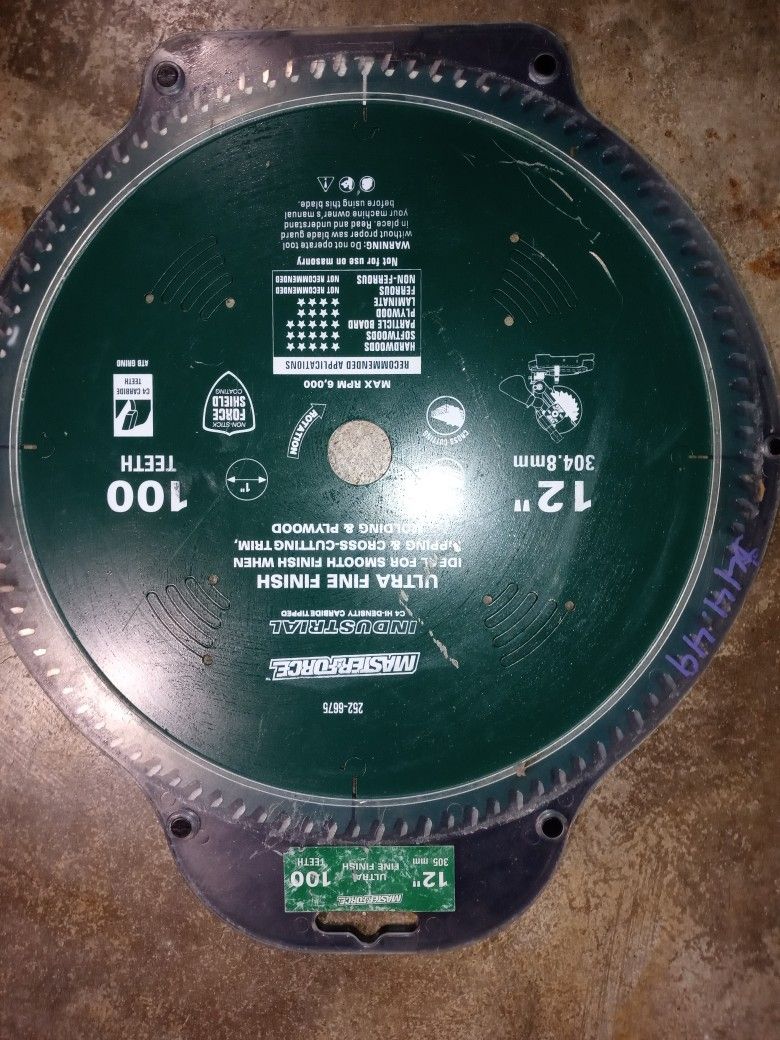 MASTERFORCE
12" ULTRA 100
305 mm FINE FINISH TEETH
252-6675
MASTERFORCE™
INDUSTRIAL
C4 HI-DENSITY CARBIDE TIPPED
ULTRA FINE FINISH
IDEAL FOR SMOOTH FINISH WHEN
RIPPING & CROSS-CUTTING TRIM,
MOLDING & PLYWOOD
12"
304.8mm
1"
100
TEETH
CROSS CUTTING
ROTATION
NON-STICK
FORCE
SHIELD
COATING
C4 CARBIDE
TEETH
ATB GRIND
MAX RPM 6,000
RECOMMENDED APPLICATIONS
HARDWOODS
SOFTWOODS
PARTICLE BOARD
PLYWOOD
LAMINATE
FERROUS NOT RECOMMENDED
NON-FERROUS NOT RECOMMENDED
Not for use on masonry
WARNING: Do not operate tool
without proper saw blade guard
in place. Read and understand
your machine owner's manual
before using this blade.